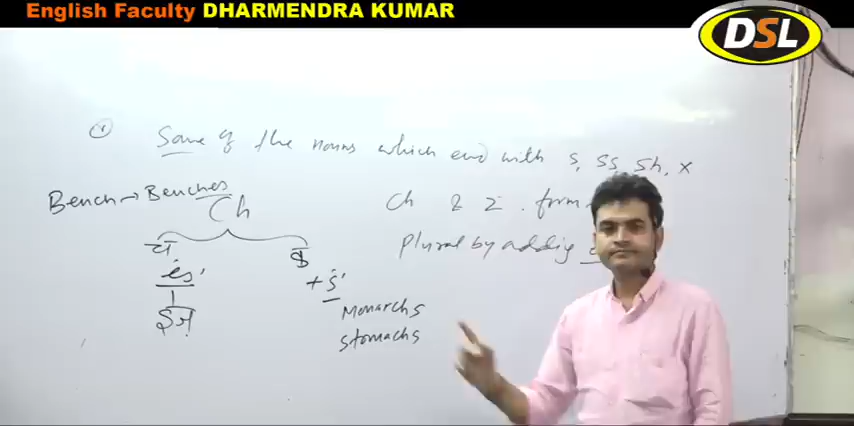 English Faculty DHARMENDRA KUMAR
DSL
(1) Some of the nouns which end with s, ss, sh, x
Ch & z . form
Plural by adding
Bench → Benches
Ch
च
es'
इज
+ s'
Monarchs
Stomachs